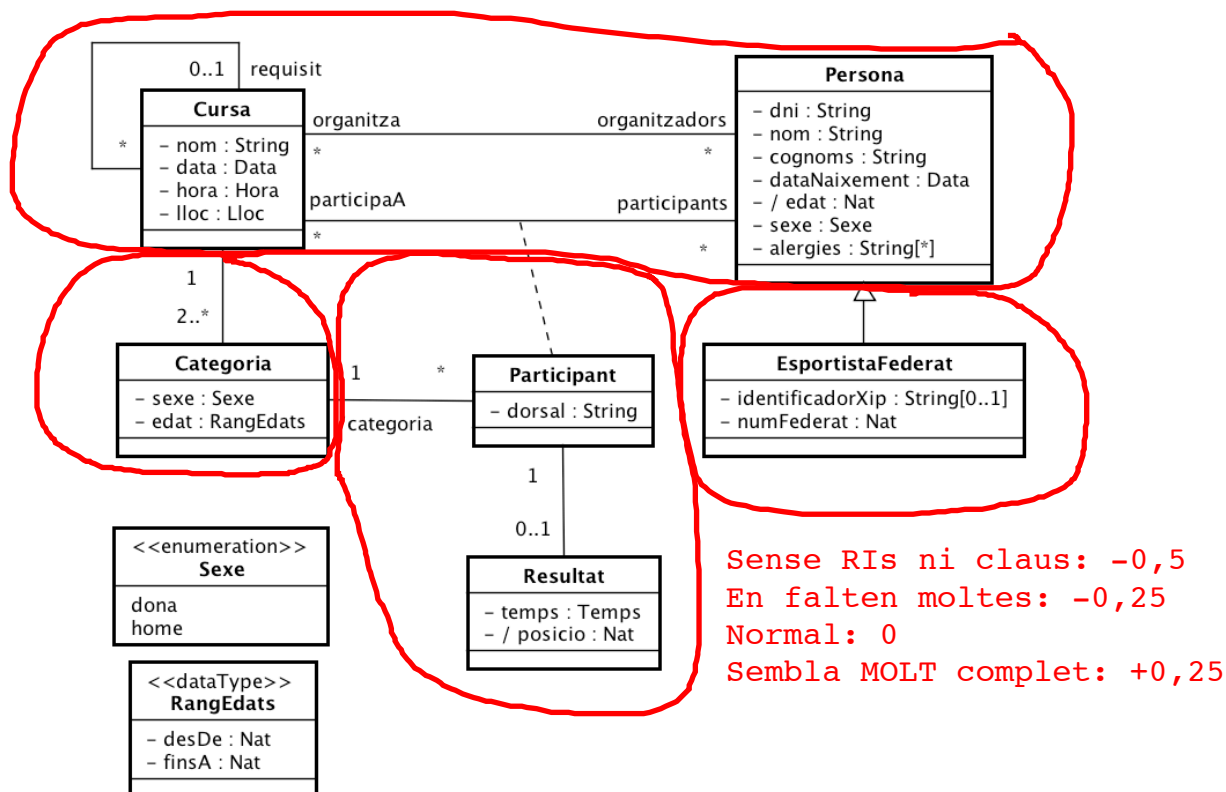 0..1 requisit
Cursa
- nom : String
- data : Data
- hora : Hora
- lloc : Lloc
*
organitza
*
organitzadors
*
participaA
*
participants
*
Persona
- dni : String
- nom : String
- cognoms : String
- dataNaixement : Data
- / edat : Nat
- sexe : Sexe
- alergies : String[*]
1
2..*
Categoria
- sexe : Sexe
- edat : RangEdats
1
*
categoria
Participant
- dorsal : String
EsportistaFederat
- identificadorXip : String[0..1]
- numFederat : Nat
1
0..1
Resultat
- temps : Temps
- / posicio : Nat
<<enumeration>>
Sexe
dona
home
<<dataType>>
RangEdats
- desDe : Nat
- finsA : Nat
Sense RIs ni claus: -0,5
En falten moltes: -0,25
Normal: 0
Sembla MOLT complet: +0,25